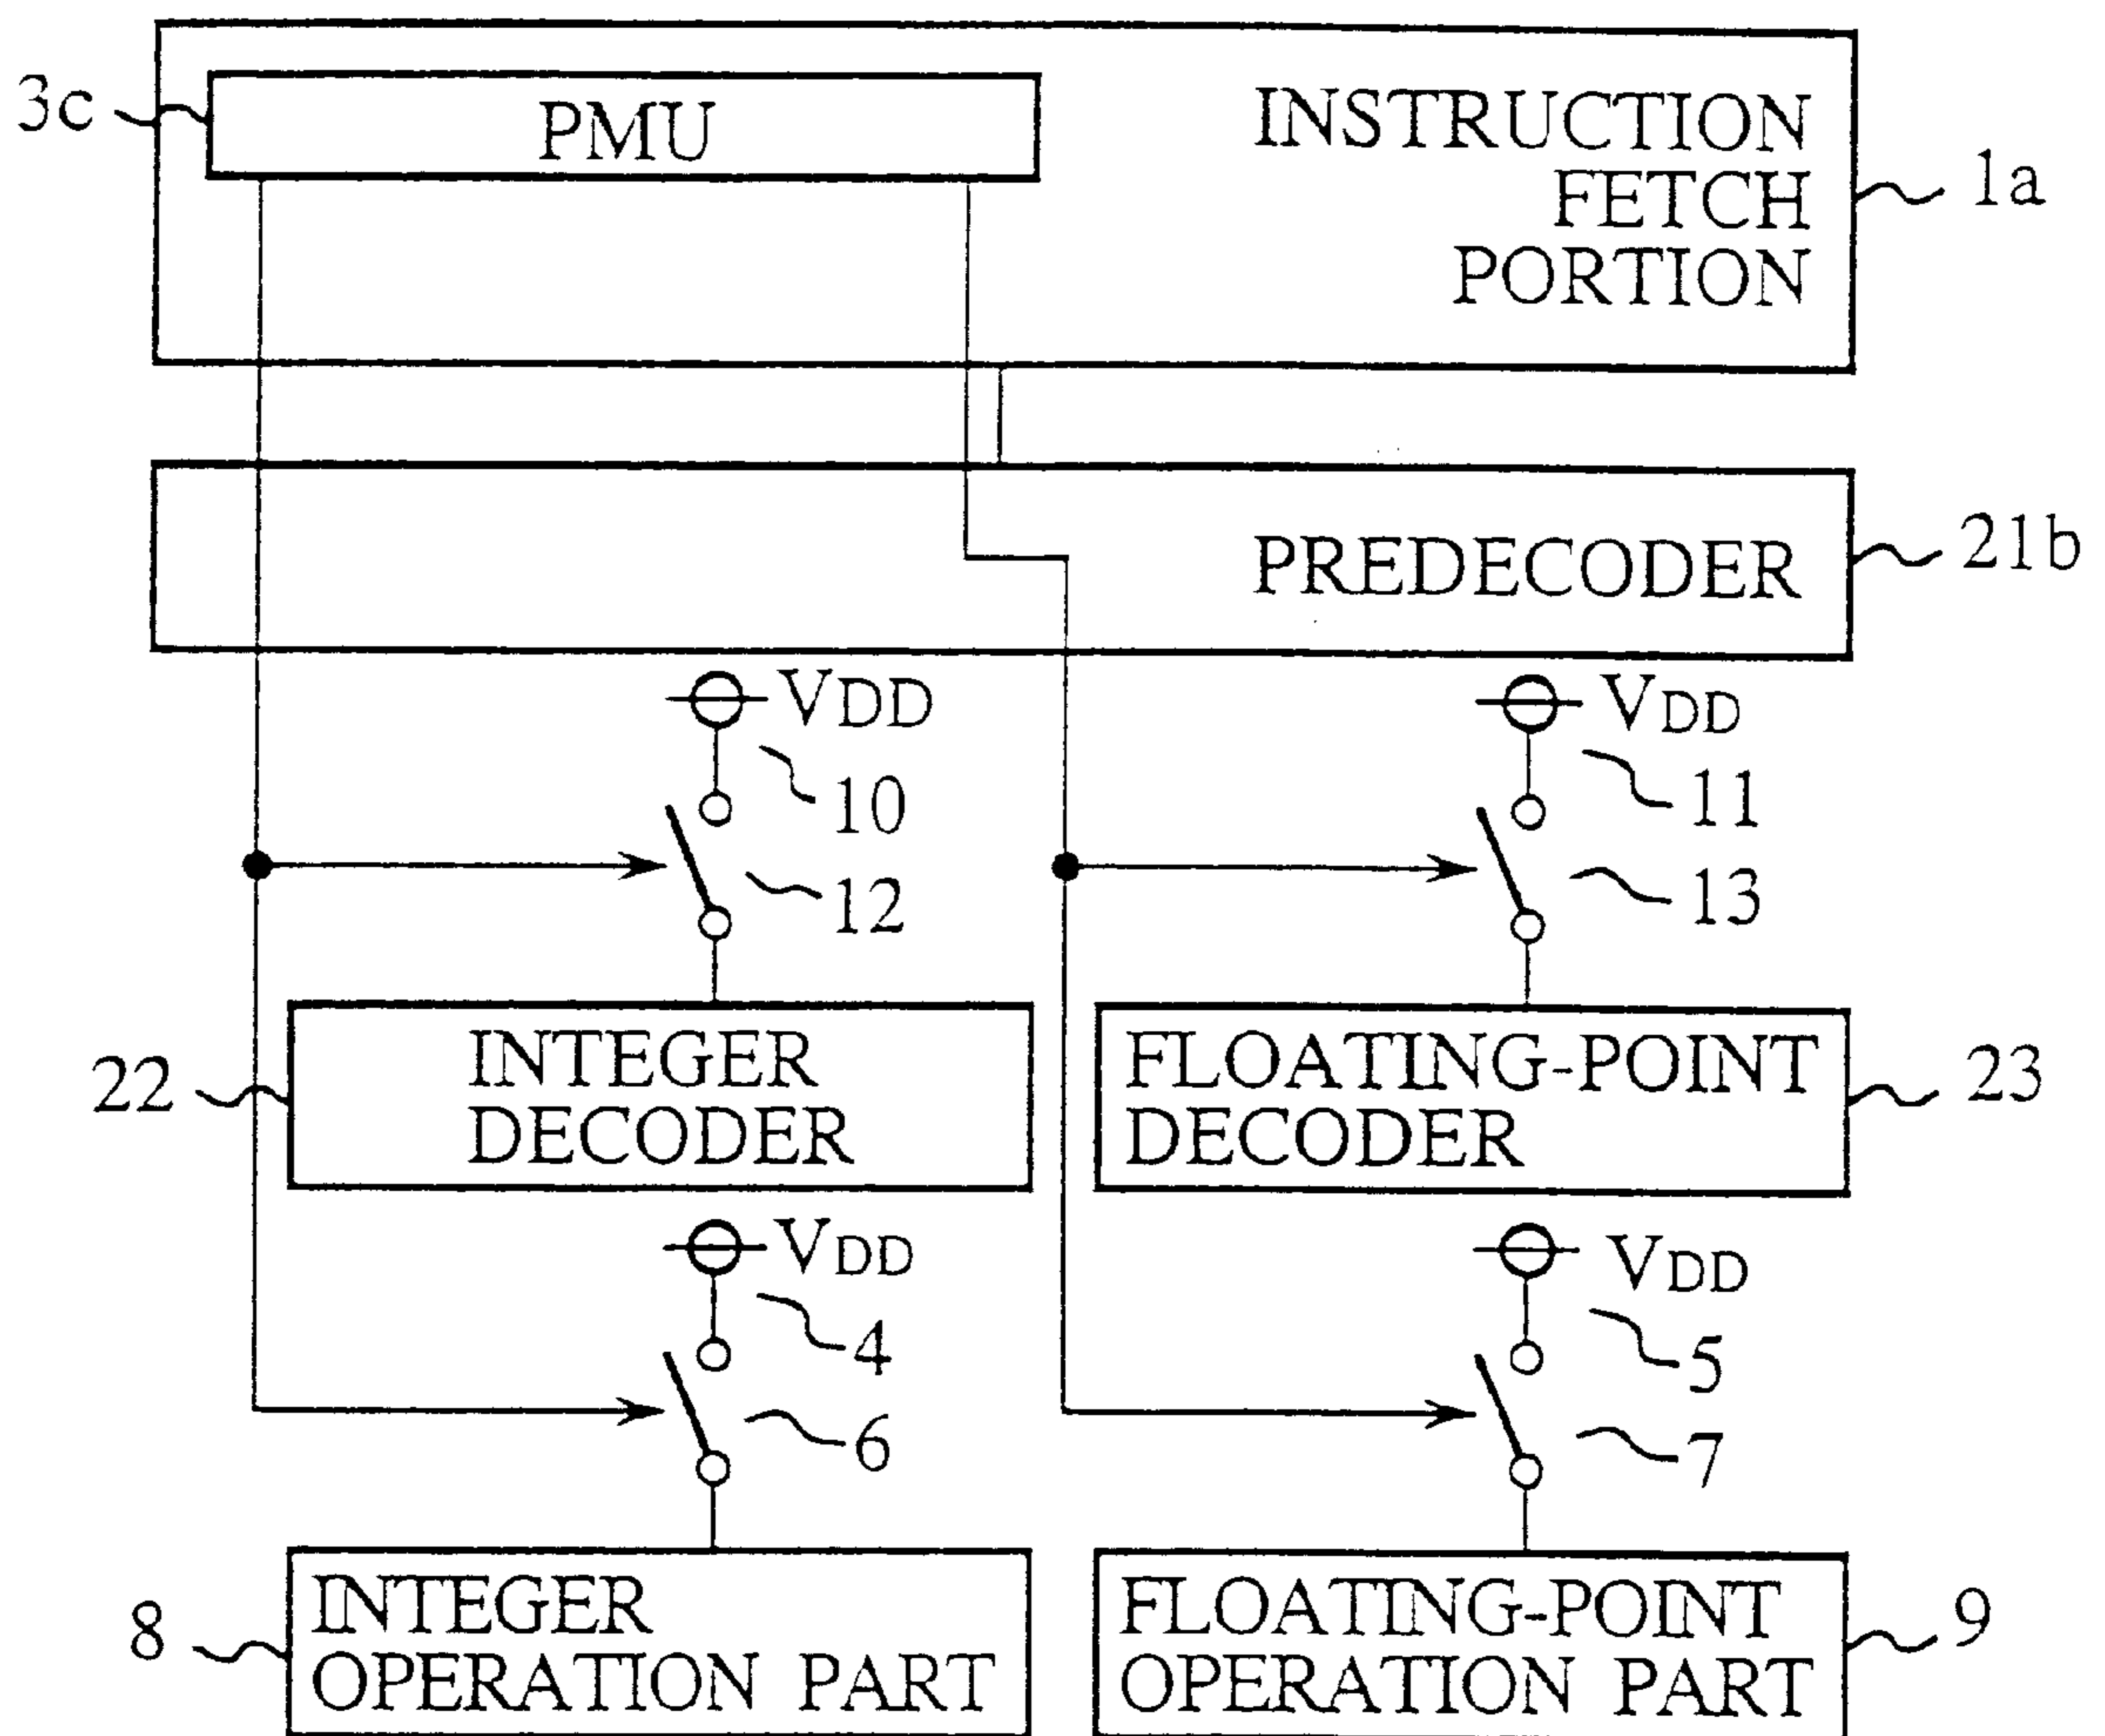 3c
PMU
INSTRUCTION
FETCH
PORTION
1a
PREDECODER
21b
VDD
10
12
VDD
11
13
22
INTEGER
DECODER
FLOATING-POINT
DECODER
23
VDD
4
6
VDD
5
7
8
INTEGER
OPERATION PART
FLOATING-POINT
OPERATION PART
9